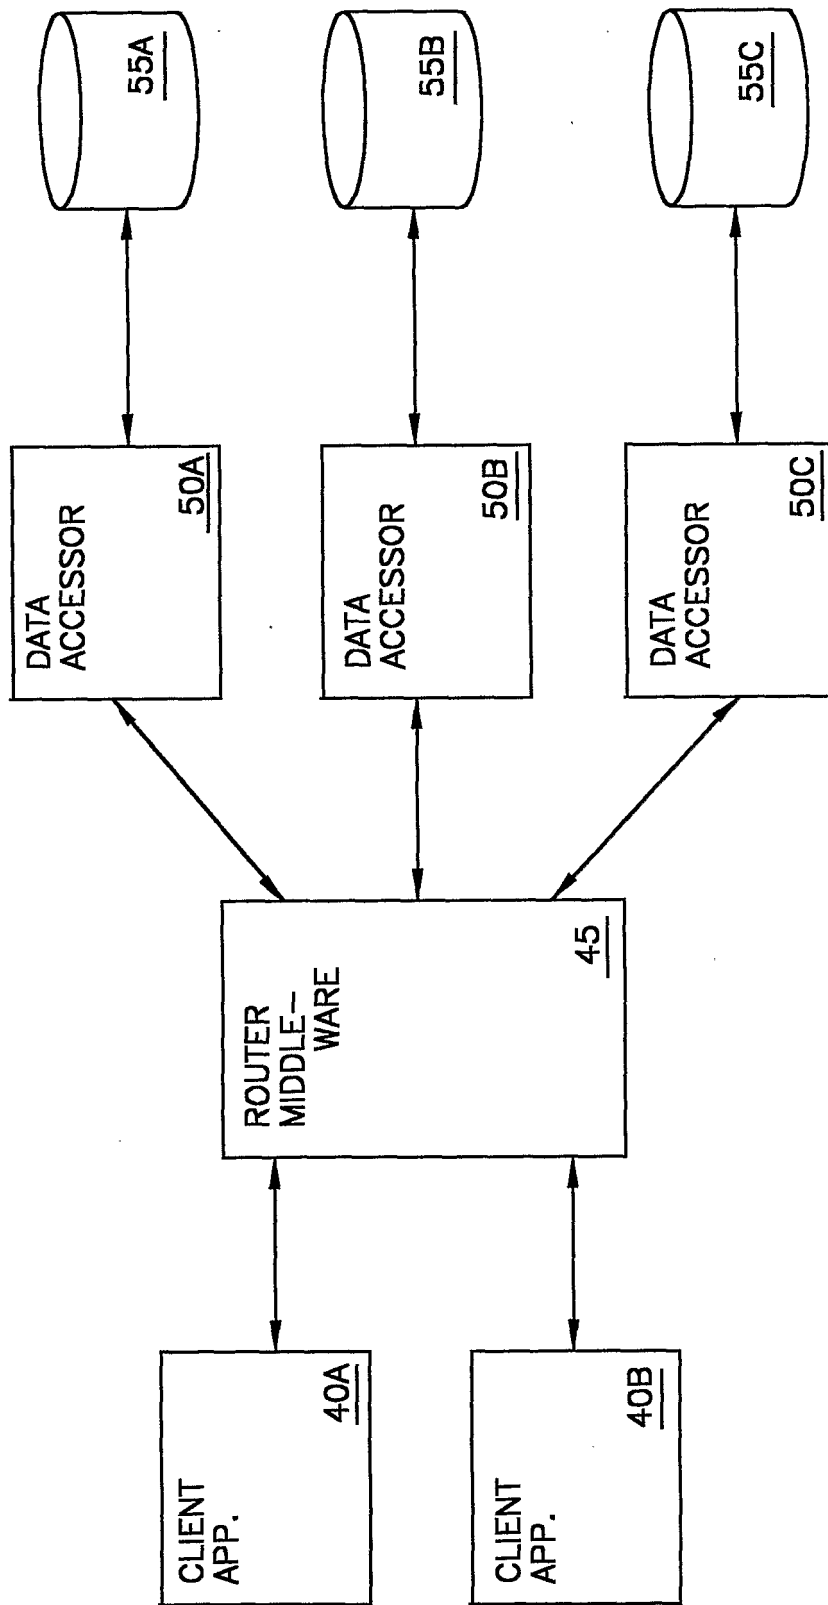 CLIENT
APP.
40A
CLIENT
APP.
40B
ROUTER
MIDDLE-
WARE
45
DATA
ACCESSOR
50A
DATA
ACCESSOR
50B
DATA
ACCESSOR
50C
55A
55B
55C